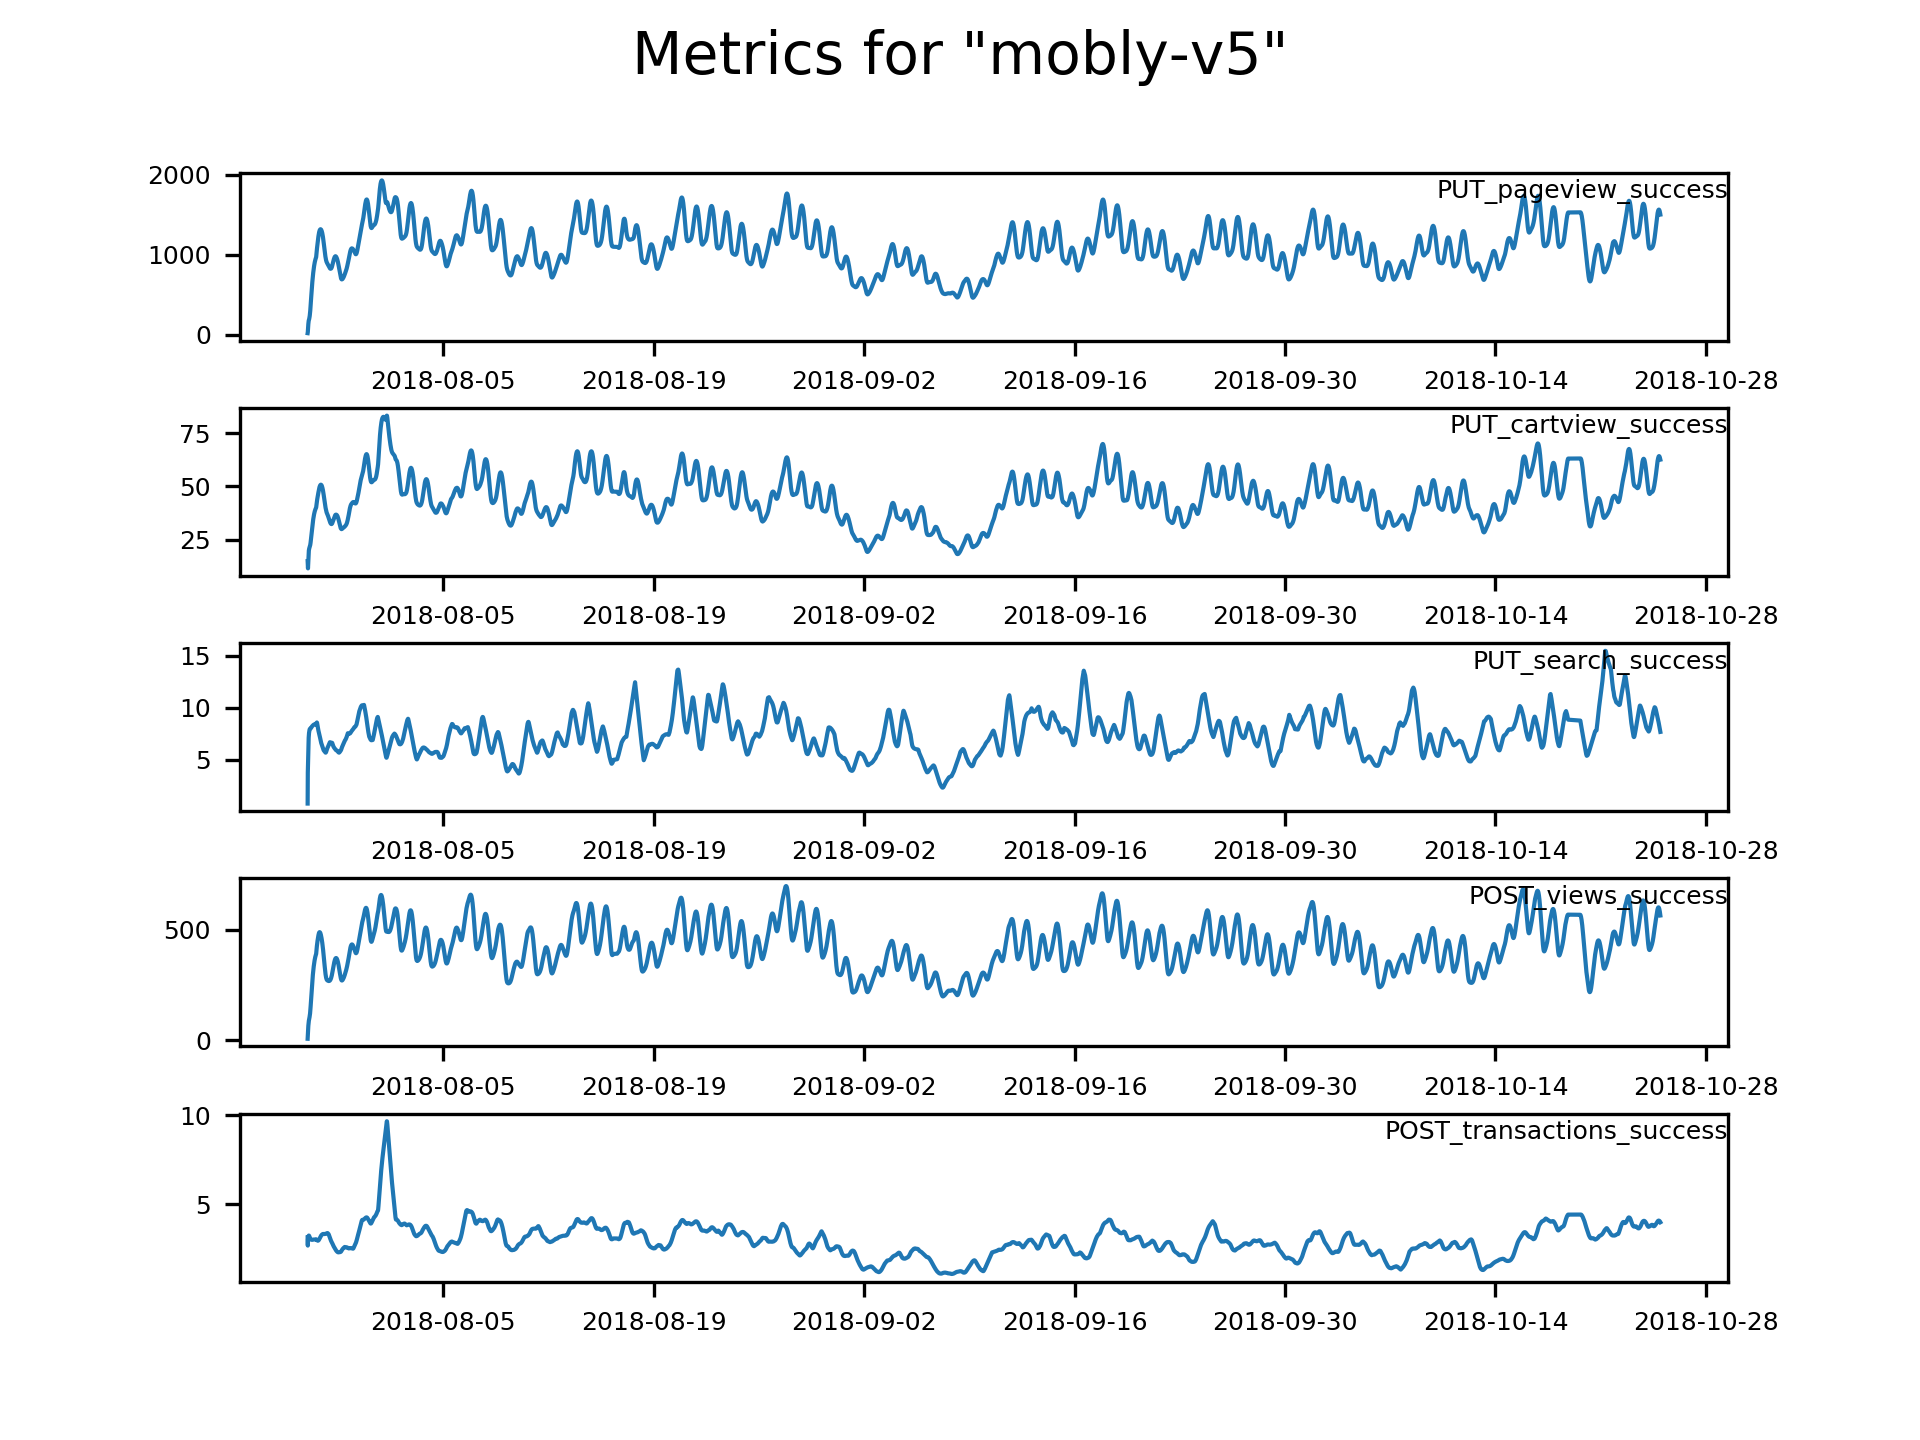 Metrics for "mobly-v5"
2000
1000
0
PUT_pageview_success
2018-08-05 2018-08-19 2018-09-02 2018-09-16 2018-09-30 2018-10-14 2018-10-28
75
50
25
PUT_cartview_success
2018-08-05 2018-08-19 2018-09-02 2018-09-16 2018-09-30 2018-10-14 2018-10-28
15
10
5
PUT_search_success
2018-08-05 2018-08-19 2018-09-02 2018-09-16 2018-09-30 2018-10-14 2018-10-28
500
0
POST_views_success
2018-08-05 2018-08-19 2018-09-02 2018-09-16 2018-09-30 2018-10-14 2018-10-28
10
5
POST_transactions_success
2018-08-05 2018-08-19 2018-09-02 2018-09-16 2018-09-30 2018-10-14 2018-10-28